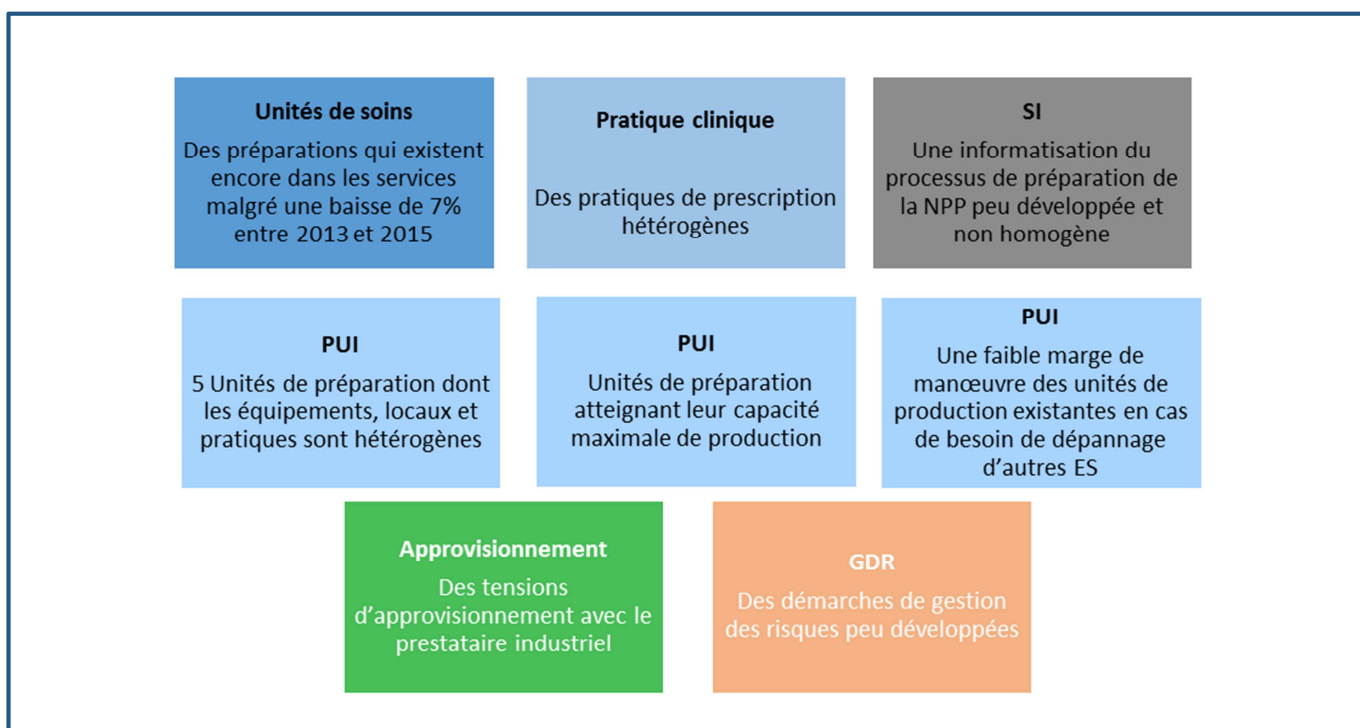 Unités de soins
Des préparations qui existent
encore dans les services
malgré une baisse de 7%
entre 2013 et 2015
Pratique clinique
Des pratiques de prescription
hétérogènes
SI
Une informatisation du
processus de préparation de
la NPP peu développée et
non homogène
PUI
5 Unités de préparation dont
les équipements, locaux et
pratiques sont hétérogènes
PUI
Unités de préparation
atteignant leur capacité
maximale de production
PUI
Une faible marge de
manœuvre des unités de
production existantes en cas
de besoin de dépannage
d’autres ES
Approvisionnement
Des tensions
d’approvisionnement avec le
prestataire industriel
GDR
Des démarches de gestion
des risques peu développées